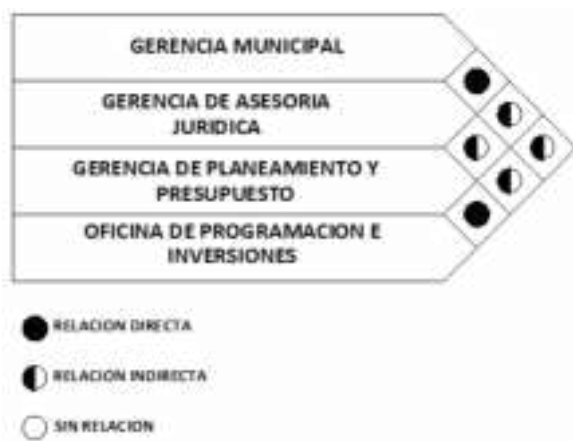 GERENCIA MUNICIPAL
GERENCIA DE ASESORIA
JURIDICA
GERENCIA DE PLANEAMIENTO Y
PRESUPUESTO
OFICINA DE PROGRAMACION E
INVERSIONES
RELACION DIRECTA
RELACION INDIRECTA
SIN RELACION